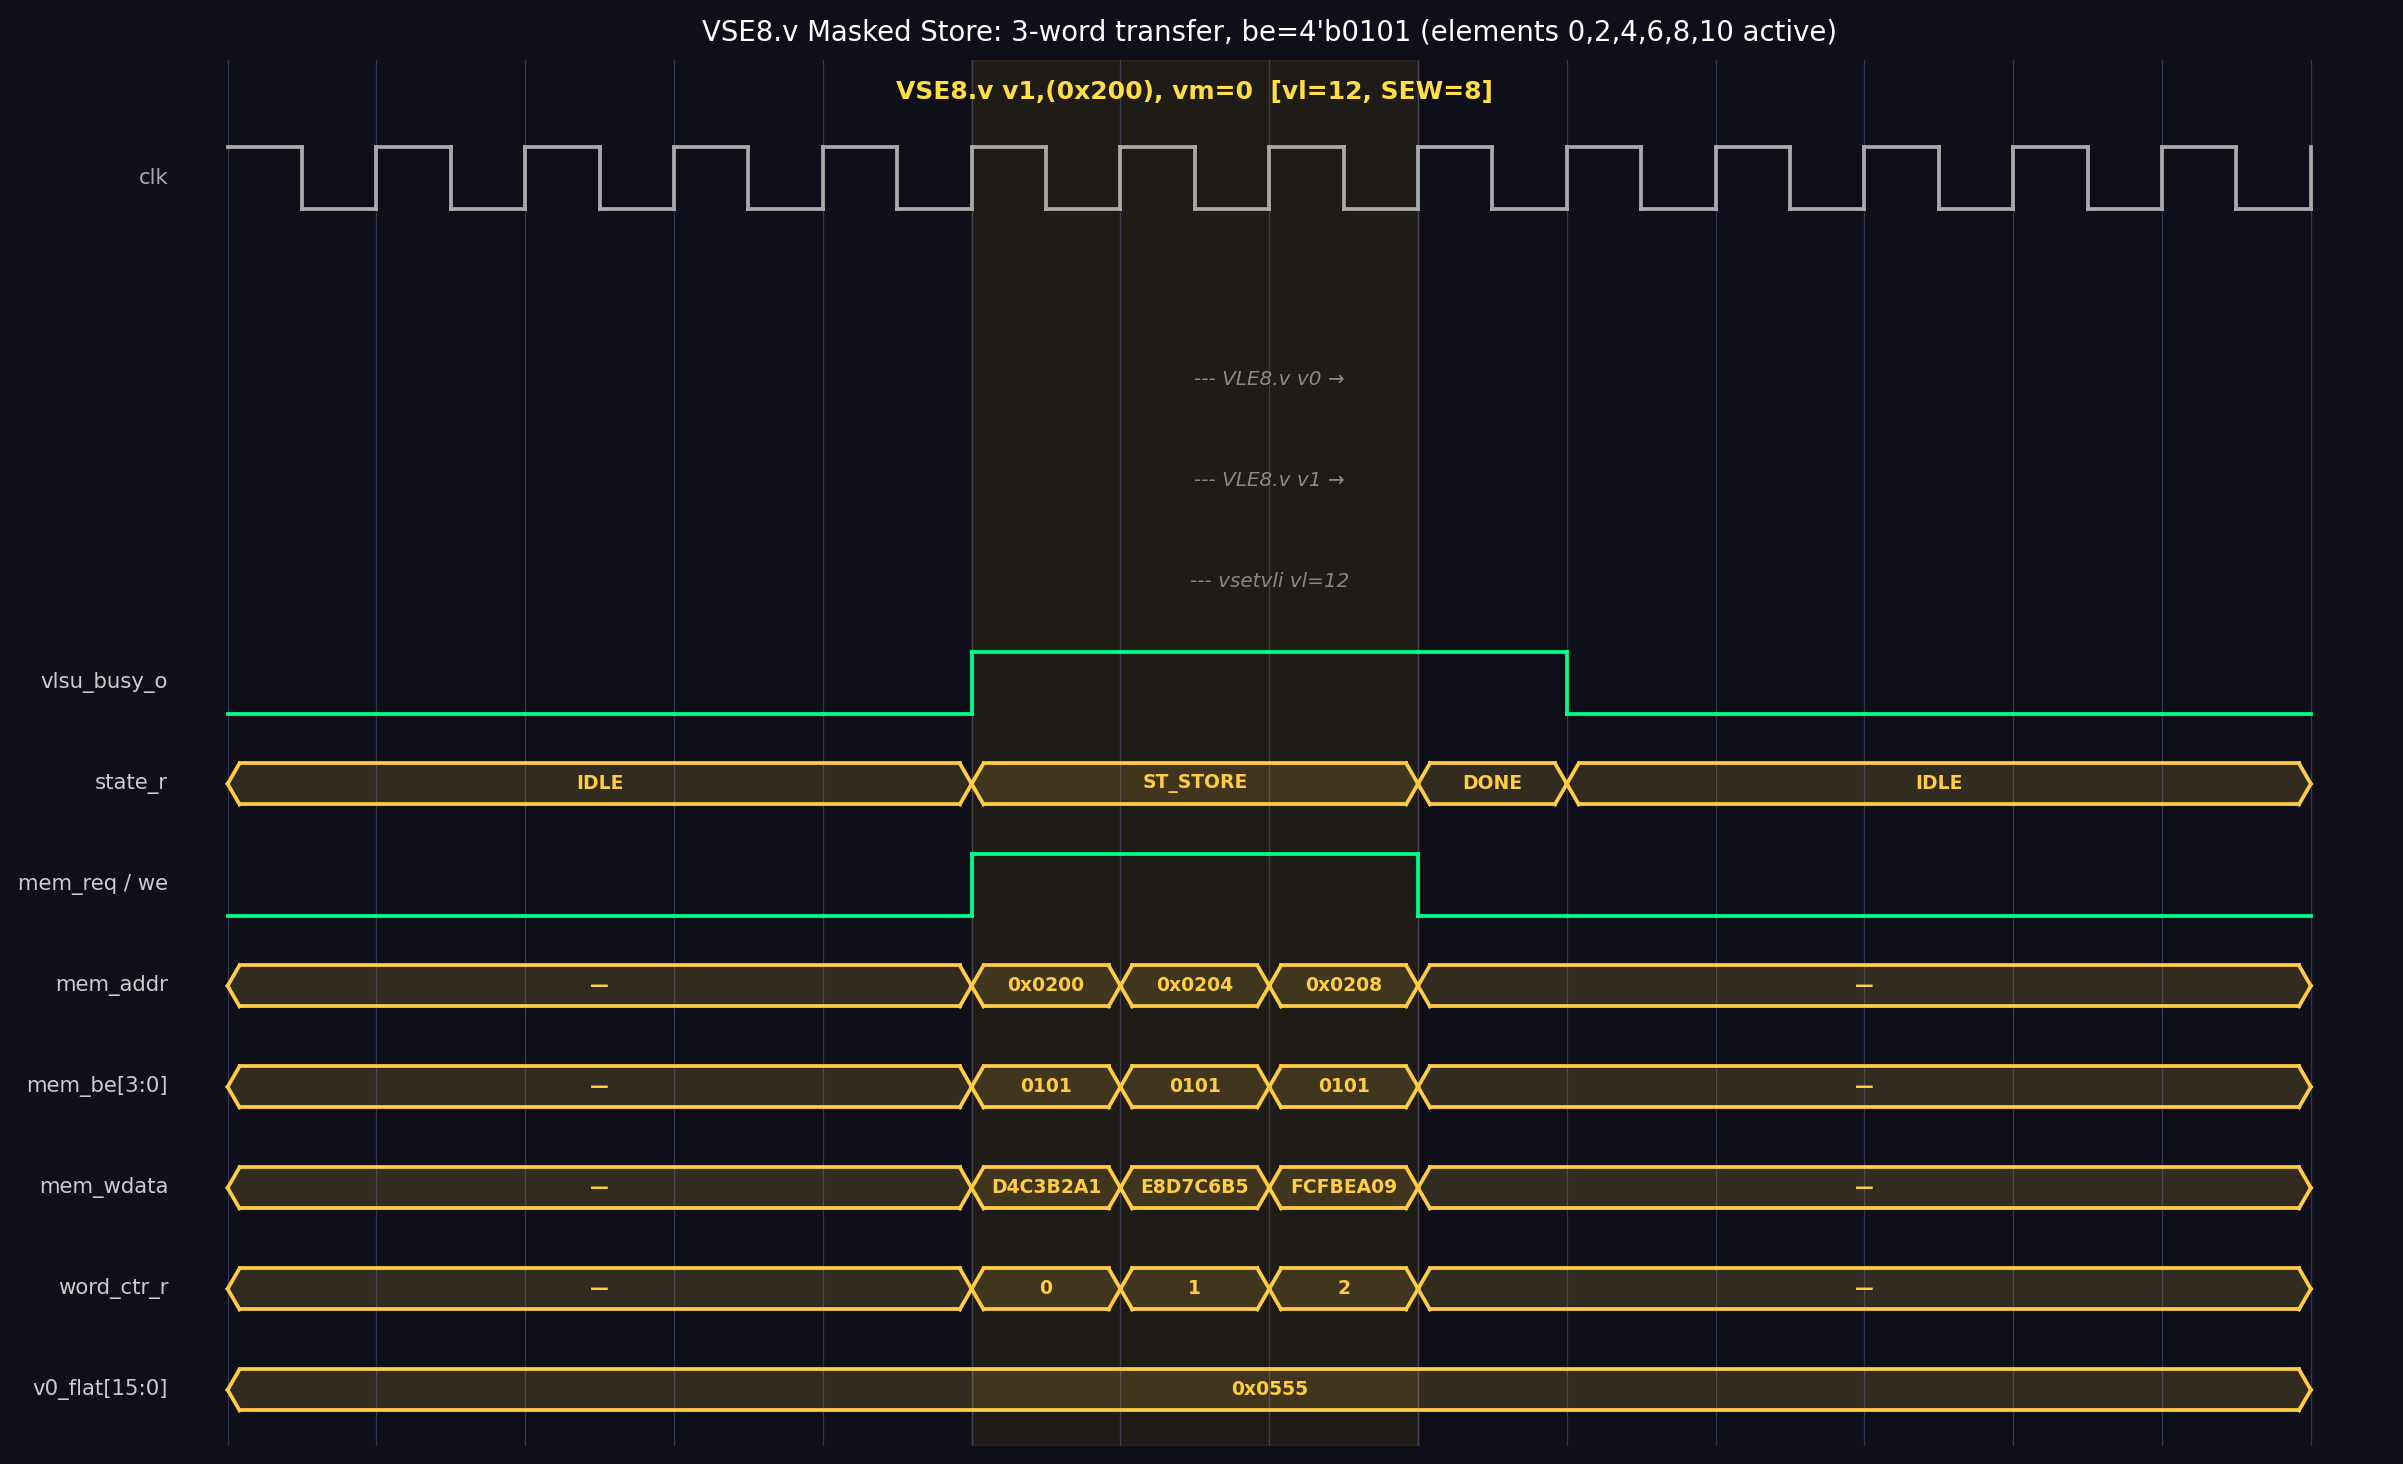 VSE8.v Masked Store: 3-word transfer, be=4'b0101 (elements 0,2,4,6,8,10 active)
VSE8.v v1,(0x200), vm=0  [vl=12, SEW=8]
clk
--- VLE8.v v0 →
--- VLE8.v v1 →
--- vsetvli vl=12
vlsu_busy_o
state_r IDLE ST_STORE DONE IDLE
mem_req / we
mem_addr — 0x0200 0x0204 0x0208 —
mem_be[3:0] — 0101 0101 0101 —
mem_wdata — D4C3B2A1 E8D7C6B5 FCFBEA09 —
word_ctr_r — 0 1 2 —
v0_flat[15:0] 0x0555